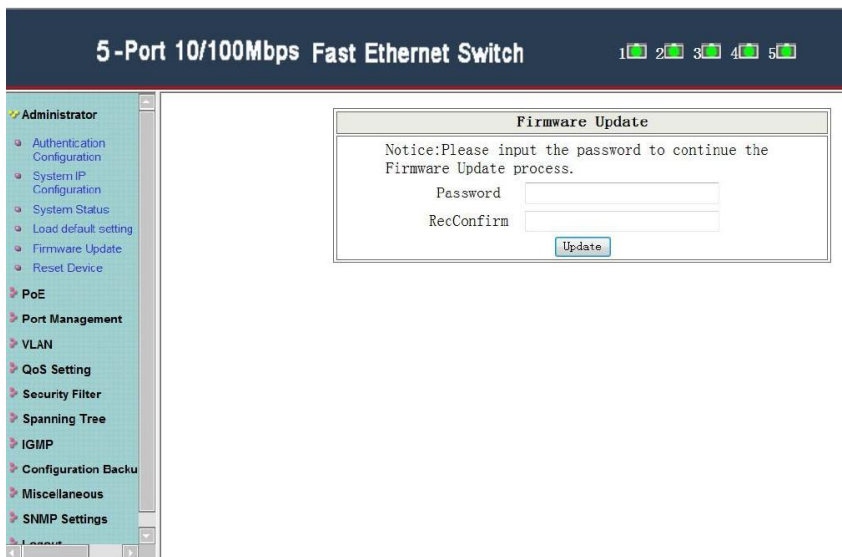 5-Port 10/100Mbps Fast Ethernet Switch
1 2 3 4 5
Administrator
Authentication
Configuration
System IP
Configuration
System Status
Load default setting
Firmware Update
Reset Device
PoE
Port Management
VLAN
QoS Setting
Security Filter
Spanning Tree
IGMP
Configuration Backu
Miscellaneous
SNMP Settings
Logout
Firmware Update
Notice:Please input the password to continue the
Firmware Update process.
Password
RecConfirm
Update